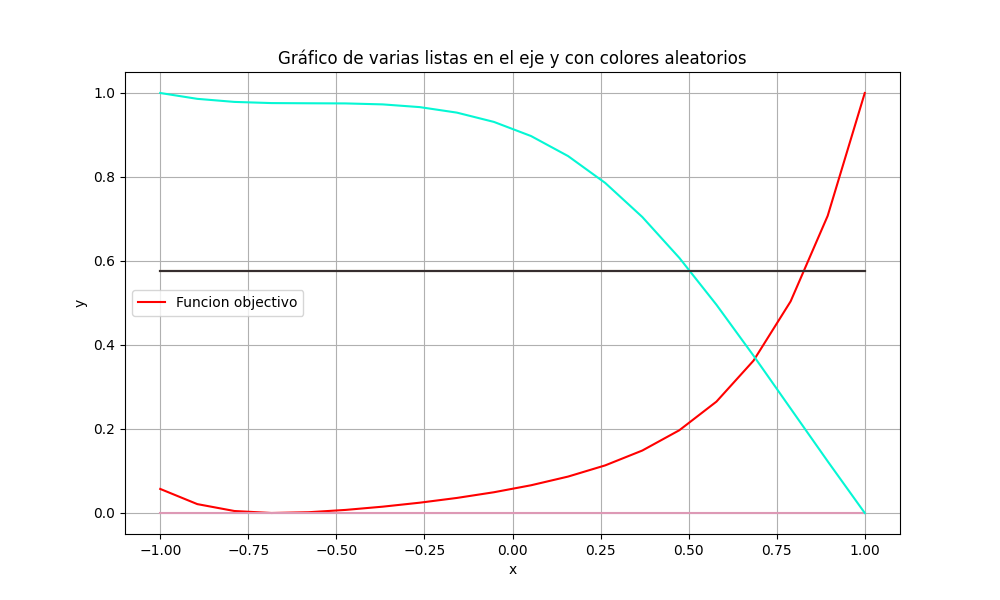 Gráfico de varias listas en el eje y con colores aleatorios
1.0
0.8
0.6
0.4
0.2
0.0
y
Funcion objectivo
−1.00 −0.75 −0.50 −0.25 0.00 0.25 0.50 0.75 1.00
x